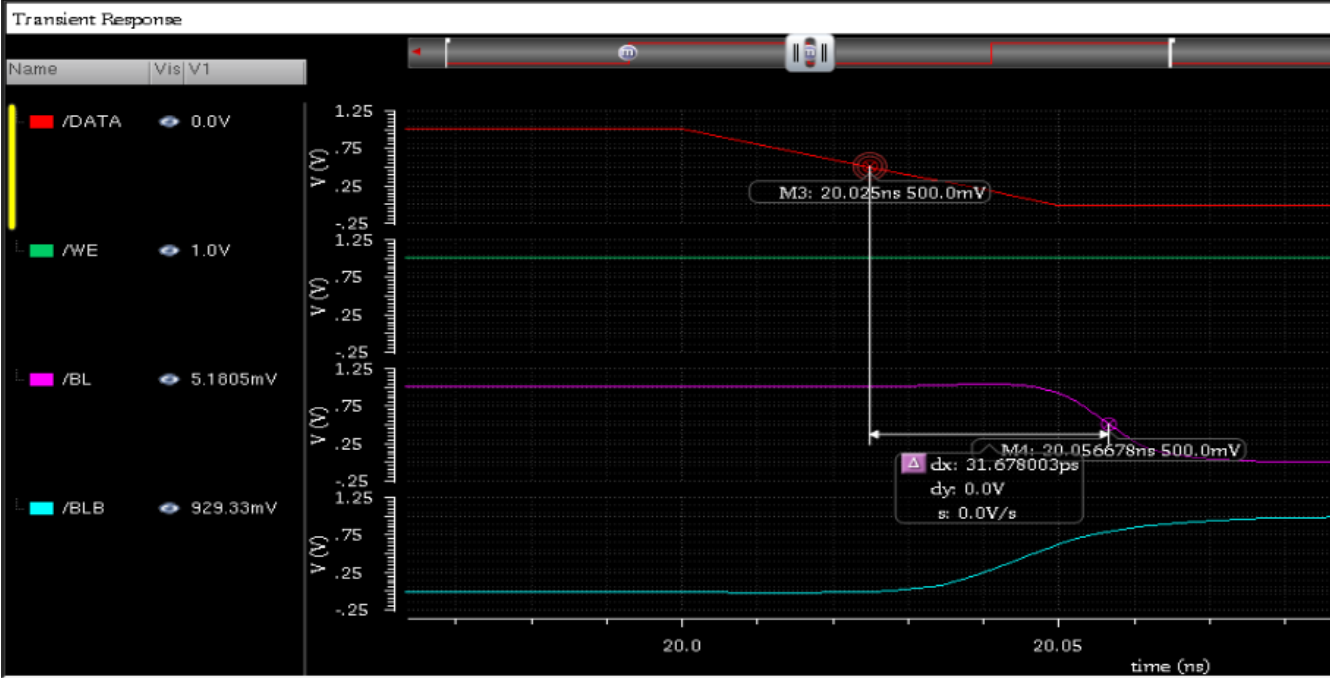 Transient Response
Name Vis V1
/DATA 0.0V
/WE 1.0V
/BL 5.1805mV
/BLB 929.33mV
V (V)
1.25
.75
.25
-.25
M3: 20.025ns 500.0mV
V (V)
1.25
.75
.25
-.25
V (V)
1.25
.75
.25
-.25
M4: 20.056678ns 500.0mV
Δ dx: 31.678003ps
dy: 0.0V
s: 0.0V/s
V (V)
1.25
.75
.25
-.25
20.0 20.05
time (ns)